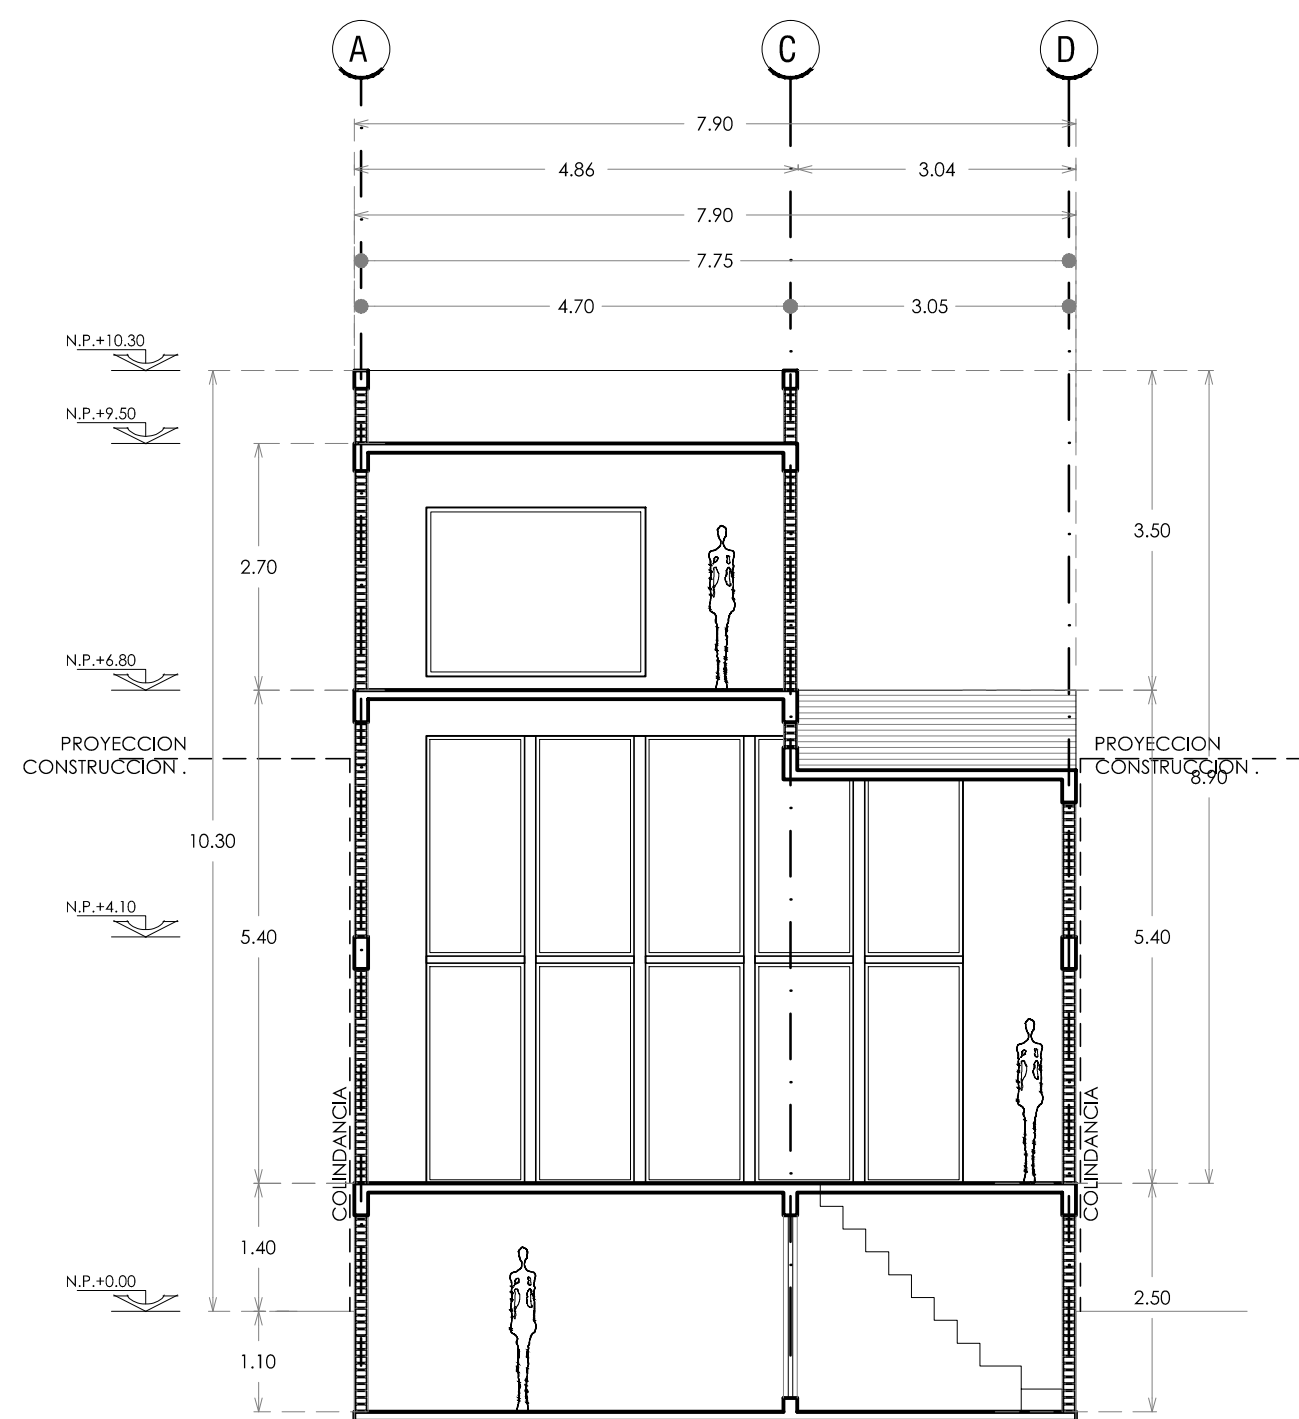 A
C
D
7.90
4.86
3.04
7.90
7.75
4.70
3.05
N.P.+10.30
N.P.+9.50
3.50
2.70
N.P.+6.80
PROYECCION
CONSTRUCCION .
PROYECCION
CONSTRUCCION .
8.90
10.30
N.P.+4.10
5.40
5.40
COLINDANCIA
COLINDANCIA
1.40
N.P.+0.00
2.50
1.10